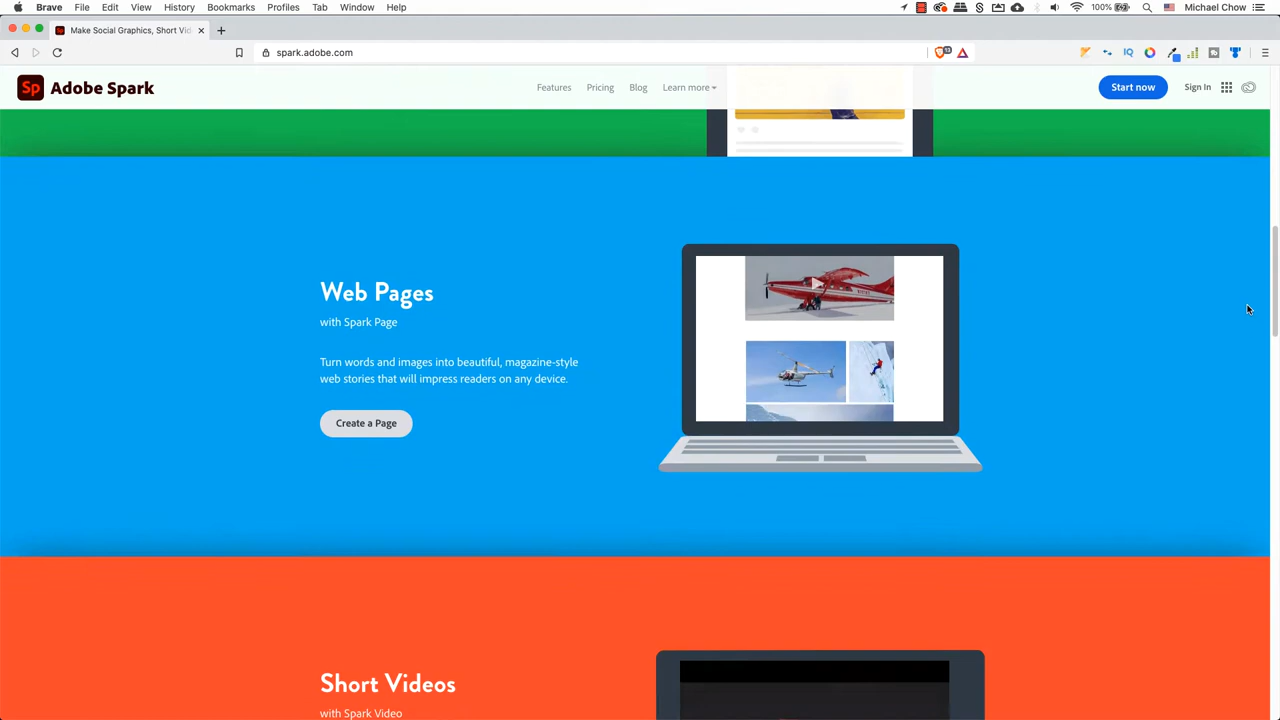 Brave File Edit View History Bookmarks Profiles Tab Window Help 100% Michael Chow
Make Social Graphics, Short Vid
spark.adobe.com 13
Sp Adobe Spark Features Pricing Blog Learn more Start now Sign In
Web Pages
with Spark Page
Turn words and images into beautiful, magazine-style
web stories that will impress readers on any device.
Create a Page
Short Videos
with Spark Video